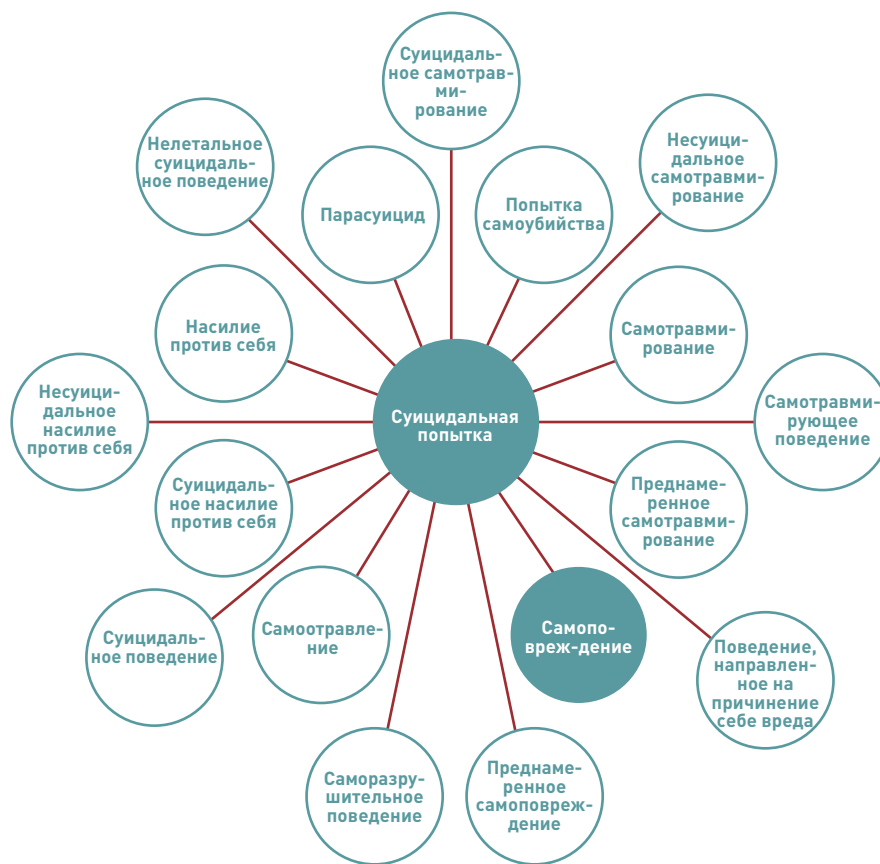 Суицидаль-
ное самотрав-
ми-
рование
Нелетальное
суицидаль-
ное поведение
Несуици-
дальное
самотравми-
рование
Парасуицид
Попытка
самоубийства
Насилие
против себя
Самотравми-
рование
Несуици-
дальное
насилие
против себя
Суицидальная
попытка
Самотравми-
рующее
поведение
Суицидаль-
ное насилие
против себя
Преднаме-
ренное
самотравми-
рование
Суицидаль-
ное поведение
Самоотравле-
ние
Самопо-
вреж-дение
Поведение,
направлен-
ное на
причинение
себе вреда
Саморазру-
шительное
поведение
Преднаме-
ренное
самоповреж-
дение